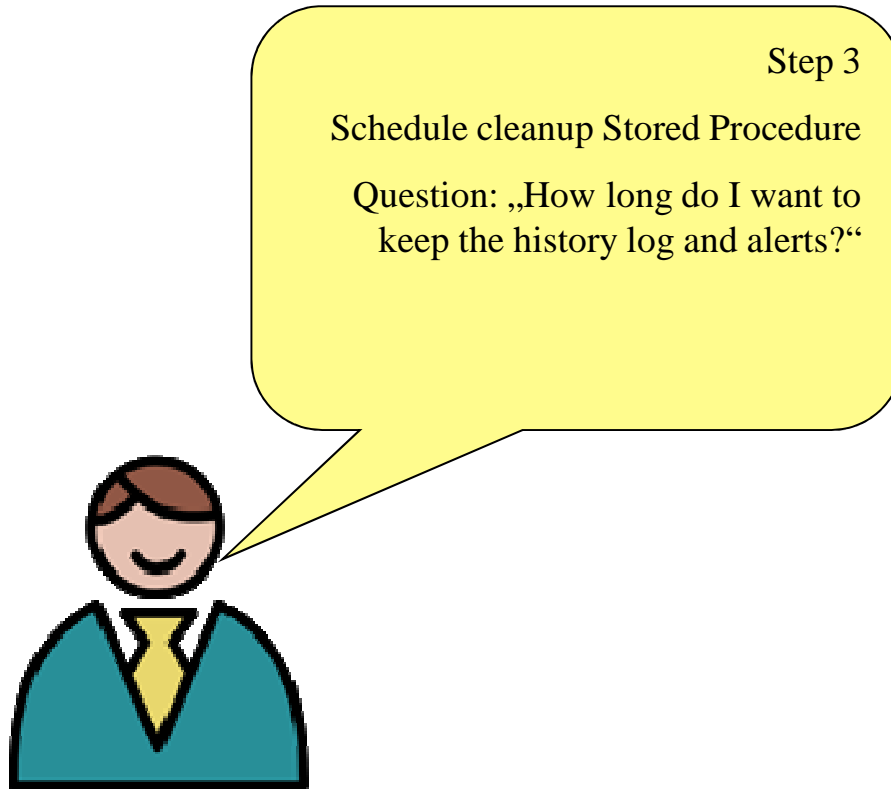 Step 3
Schedule cleanup Stored Procedure
Question: „How long do I want to
keep the history log and alerts?“